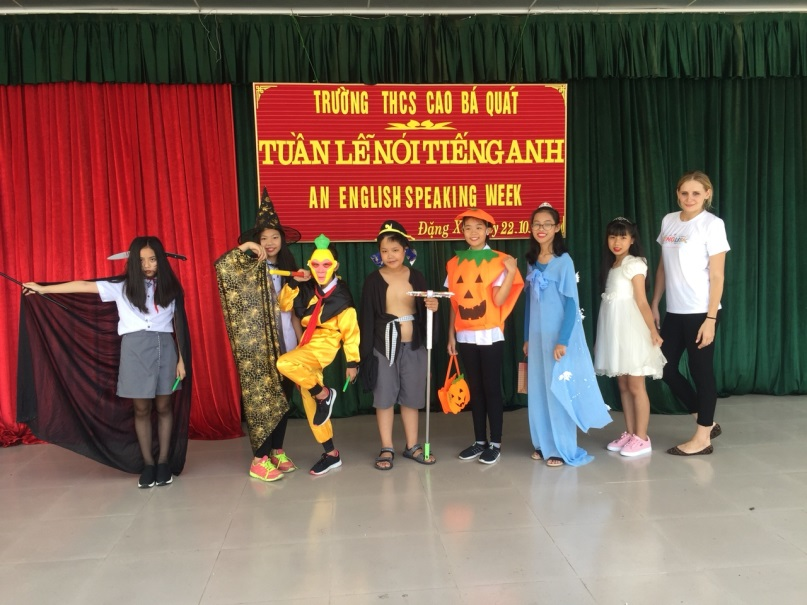 TRƯỜNG THCS CAO BÁ QUÁT
TUẦN LỄ NÓI TIẾNG ANH
AN ENGLISH SPEAKING WEEK
Đặng 22.10.